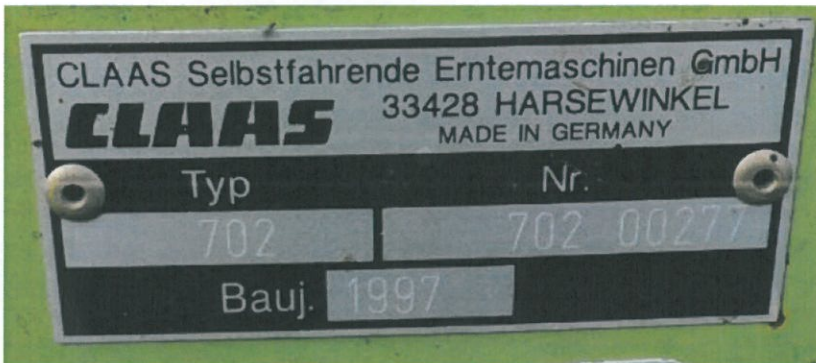 CLAAS Selbstfahrende Erntemaschinen GmbH
CLAAS 33428 HARSEWINKEL
MADE IN GERMANY
Typ Nr.
702 702 00277
Bauj. 1997